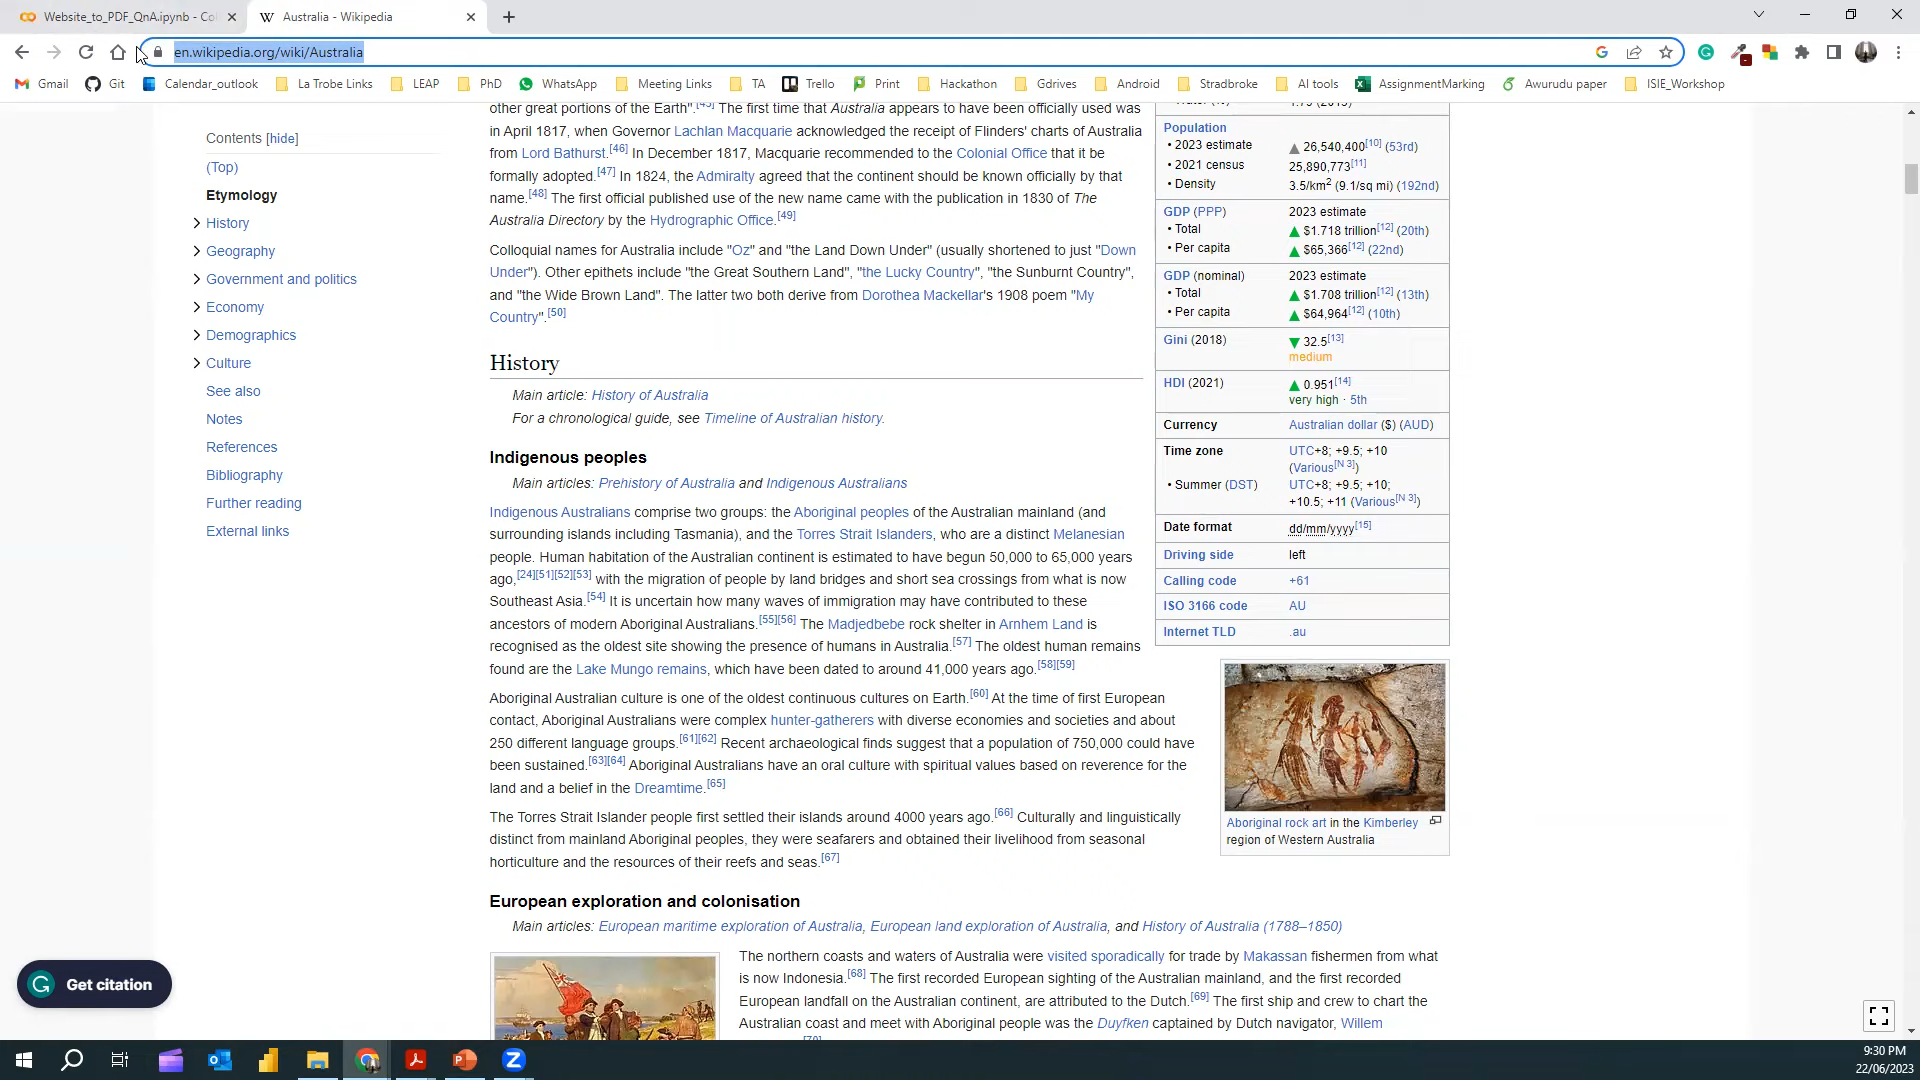 Website_to_PDF_QnA.ipynb - Col
Australia - Wikipedia
en.wikipedia.org/wiki/Australia
Gmail
Git
Calendar_outlook
La Trobe Links
LEAP
PhD
WhatsApp
Meeting Links
TA
Trello
Print
Hackathon
Gdrives
Android
Stradbroke
AI tools
AssignmentMarking
Awurudu paper
ISIE_Workshop
Contents [hide]
(Top)
Etymology
History
Geography
Government and politics
Economy
Demographics
Culture
See also
Notes
References
Bibliography
Further reading
External links
other great portions of the Earth".[45] The first time that Australia appears to have been officially used was
in April 1817, when Governor Lachlan Macquarie acknowledged the receipt of Flinders' charts of Australia
from Lord Bathurst.[46] In December 1817, Macquarie recommended to the Colonial Office that it be
formally adopted.[47] In 1824, the Admiralty agreed that the continent should be known officially by that
name.[48] The first official published use of the new name came with the publication in 1830 of The
Australia Directory by the Hydrographic Office.[49]
Colloquial names for Australia include "Oz" and "the Land Down Under" (usually shortened to just "Down
Under"). Other epithets include "the Great Southern Land", "the Lucky Country", "the Sunburnt Country",
and "the Wide Brown Land". The latter two both derive from Dorothea Mackellar's 1908 poem "My
Country".[50]
History
Main article: History of Australia
For a chronological guide, see Timeline of Australian history.
Indigenous peoples
Main articles: Prehistory of Australia and Indigenous Australians
Indigenous Australians comprise two groups: the Aboriginal peoples of the Australian mainland (and
surrounding islands including Tasmania), and the Torres Strait Islanders, who are a distinct Melanesian
people. Human habitation of the Australian continent is estimated to have begun 50,000 to 65,000 years
ago,[24][51][52][53] with the migration of people by land bridges and short sea crossings from what is now
Southeast Asia.[54] It is uncertain how many waves of immigration may have contributed to these
ancestors of modern Aboriginal Australians.[55][56] The Madjedbebe rock shelter in Arnhem Land is
recognised as the oldest site showing the presence of humans in Australia.[57] The oldest human remains
found are the Lake Mungo remains, which have been dated to around 41,000 years ago.[58][59]
Aboriginal Australian culture is one of the oldest continuous cultures on Earth.[60] At the time of first European
contact, Aboriginal Australians were complex hunter-gatherers with diverse economies and societies and about
250 different language groups.[61][62] Recent archaeological finds suggest that a population of 750,000 could have
been sustained.[63][64] Aboriginal Australians have an oral culture with spiritual values based on reverence for the
land and a belief in the Dreamtime.[65]
The Torres Strait Islander people first settled their islands around 4000 years ago.[66] Culturally and linguistically
distinct from mainland Aboriginal peoples, they were seafarers and obtained their livelihood from seasonal
horticulture and the resources of their reefs and seas.[67]
European exploration and colonisation
Main articles: European maritime exploration of Australia, European land exploration of Australia, and History of Australia (1788–1850)
The northern coasts and waters of Australia were visited sporadically for trade by Makassan fishermen from what
is now Indonesia.[68] The first recorded European sighting of the Australian mainland, and the first recorded
European landfall on the Australian continent, are attributed to the Dutch.[69] The first ship and crew to chart the
Australian coast and meet with Aboriginal people was the Duyfken captained by Dutch navigator, Willem
Population
• 2023 estimate 26,540,400[10] (53rd)
• 2021 census 25,890,773[11]
• Density 3.5/km2 (9.1/sq mi) (192nd)
GDP (PPP) 2023 estimate
• Total $1.718 trillion[12] (20th)
• Per capita $65,366[12] (22nd)
GDP (nominal) 2023 estimate
• Total $1.708 trillion[12] (13th)
• Per capita $64,964[12] (10th)
Gini (2018) 32.5[13]
medium
HDI (2021) 0.951[14]
very high · 5th
Currency Australian dollar ($) (AUD)
Time zone UTC+8; +9.5; +10
(Various[N 3])
• Summer (DST) UTC+8; +9.5; +10;
+10.5; +11 (Various[N 3])
Date format dd/mm/yyyy[15]
Driving side left
Calling code +61
ISO 3166 code AU
Internet TLD .au
Aboriginal rock art in the Kimberley
region of Western Australia
Get citation
9:30 PM
22/06/2023